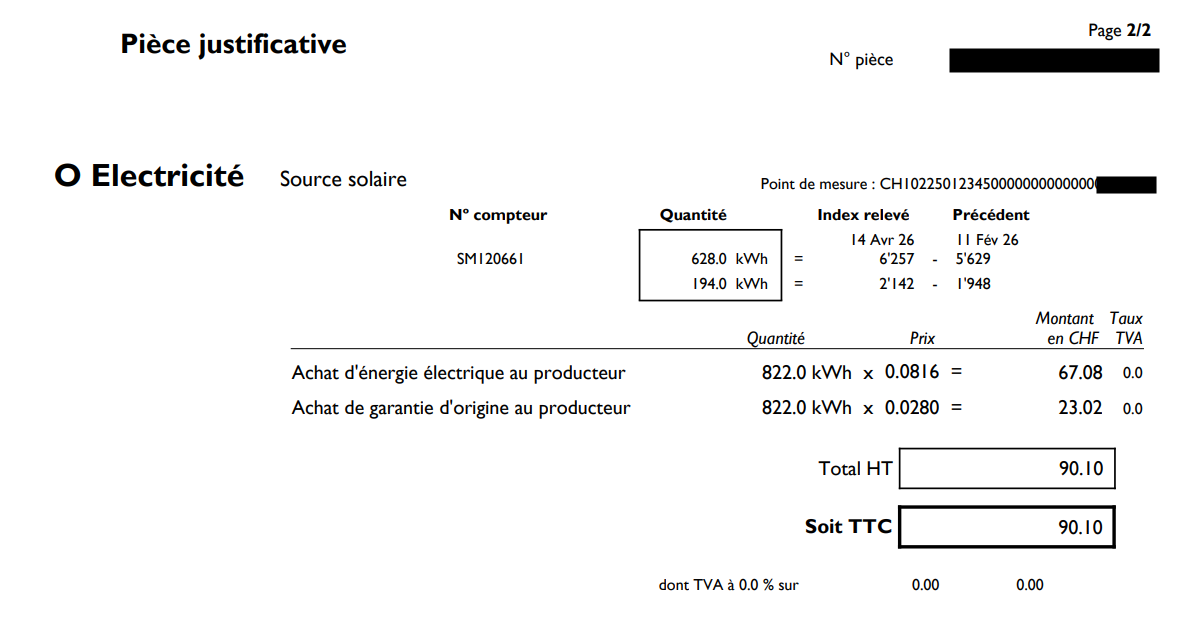 Page 2/2
Pièce justificative
N° pièce
O Electricité Source solaire
Point de mesure : CH1022501234500000000000000
N° compteur Quantité Index relevé Précédent
14 Avr 26 11 Fév 26
SM120661 628.0 kWh = 6'257 - 5'629
194.0 kWh = 2'142 - 1'948
Montant Taux
Quantité Prix en CHF TVA
Achat d'énergie électrique au producteur 822.0 kWh x 0.0816 = 67.08 0.0
Achat de garantie d'origine au producteur 822.0 kWh x 0.0280 = 23.02 0.0
Total HT 90.10
Soit TTC 90.10
dont TVA à 0.0 % sur 0.00 0.00